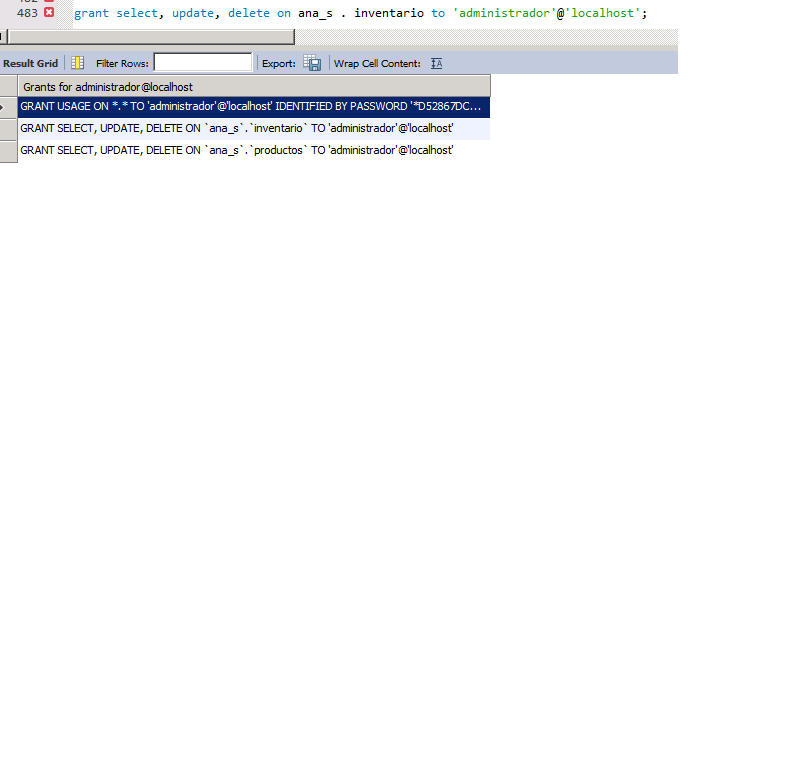 483 grant select, update, delete on ana_s . inventario to 'administrador'@'localhost';
Result Grid Filter Rows: Export: Wrap Cell Content:
Grants for administrador@localhost
GRANT USAGE ON *.* TO 'administrador'@'localhost' IDENTIFIED BY PASSWORD '*D52867DC...
GRANT SELECT, UPDATE, DELETE ON `ana_s`.`inventario` TO 'administrador'@'localhost'
GRANT SELECT, UPDATE, DELETE ON `ana_s`.`productos` TO 'administrador'@'localhost'